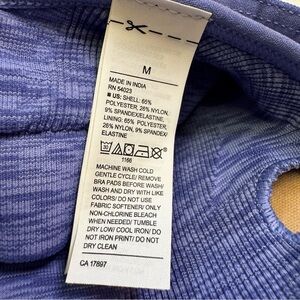 M
MADE IN INDIA
RN 54023
■ US: SHELL: 65%
POLYESTER, 26% NYLON,
9% SPANDEX/ELASTINE,
LINING: 65% POLYESTER,
26% NYLON, 9% SPANDEX/
ELASTINE
30
1166
MACHINE WASH COLD
GENTLE CYCLE/ REMOVE
BRA PADS BEFORE WASH/
WASH AND DRY WITH LIKE
COLORS/ DO NOT USE
FABRIC SOFTENER/ ONLY
NON-CHLORINE BLEACH
WHEN NEEDED/ TUMBLE
DRY LOW/ COOL IRON/ DO
NOT IRON PRINT/ DO NOT
DRY CLEAN
CA 17897